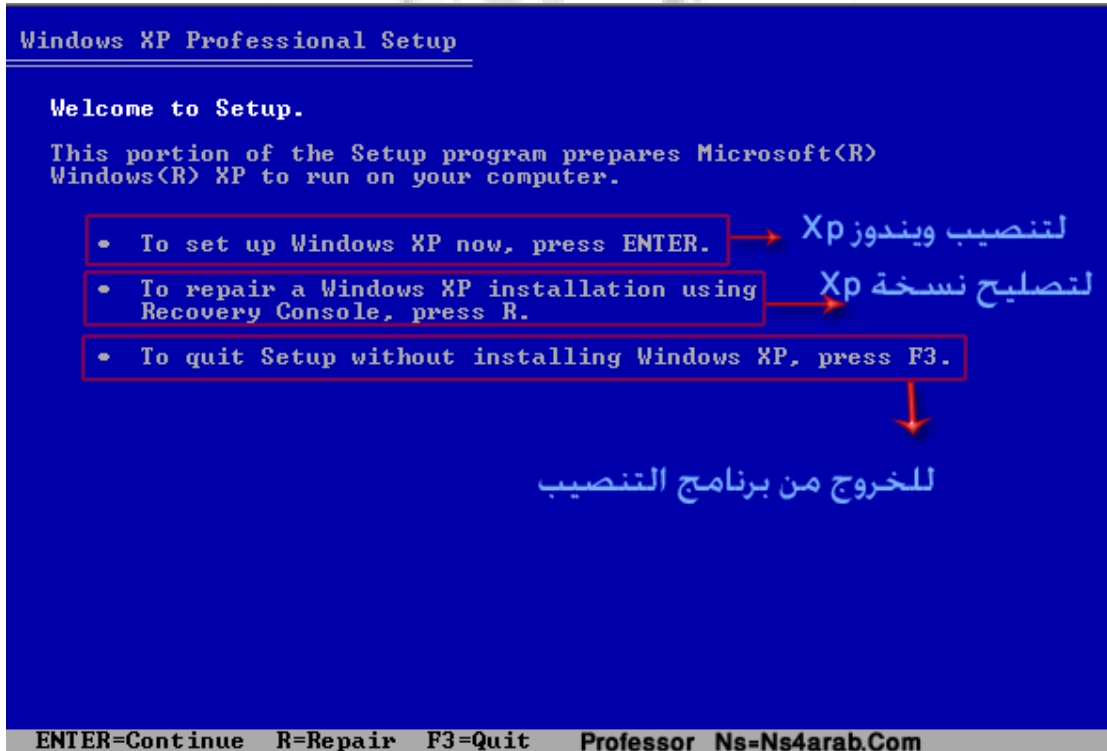 Windows XP Professional Setup
Welcome to Setup.
This portion of the Setup program prepares Microsoft(R)
Windows(R) XP to run on your computer.
• To set up Windows XP now, press ENTER.
لتنصيب ويندوز Xp
• To repair a Windows XP installation using
Recovery Console, press R.
لتصليح نسخة Xp
• To quit Setup without installing Windows XP, press F3.
للخروج من برنامج التنصيب
ENTER=Continue R=Repair F3=Quit Professor Ns=Ns4arab.Com